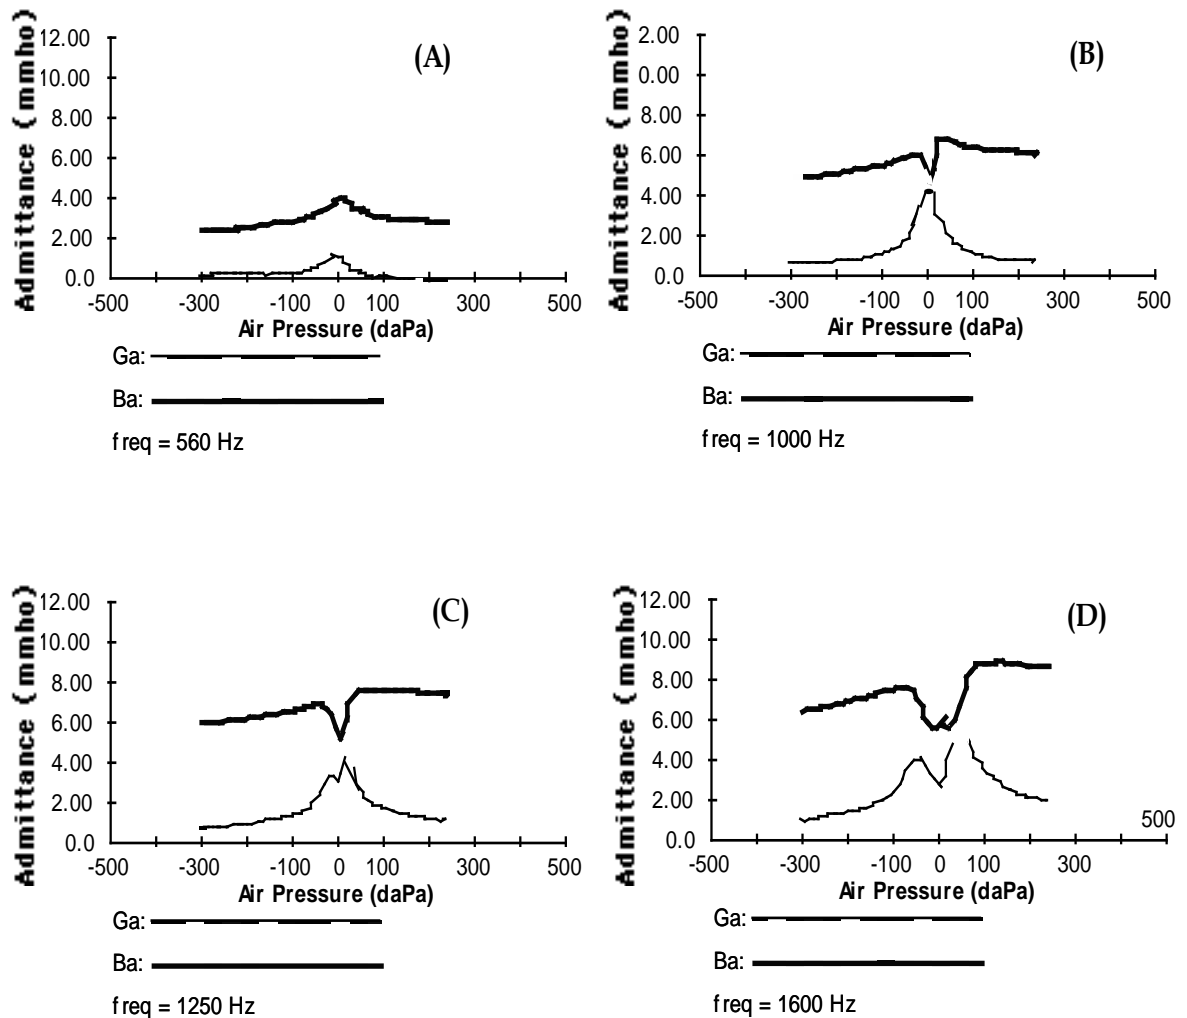 (A)
Admittance (mmho)
12.00
10.00
8.00
6.00
4.00
2.00
0.0
-500 -300 -100 0 100 300 500
Air Pressure (daPa)
Ga:
Ba:
freq = 560 Hz
(B)
Admittance (mmho)
2.00
0.00
8.00
6.00
4.00
2.00
0.0
-500 -300 -100 0 100 300 500
Air Pressure (daPa)
Ga:
Ba:
freq = 1000 Hz
(C)
Admittance (mmho)
12.00
10.00
8.00
6.00
4.00
2.00
0.0
-500 -300 -100 0 100 300 500
Air Pressure (daPa)
Ga:
Ba:
freq = 1250 Hz
(D)
Admittance (mmho)
12.00
10.00
8.00
6.00
4.00
2.00
0.0
500
-500 -300 -100 0 100 300
Air Pressure (daPa)
Ga:
Ba:
freq = 1600 Hz